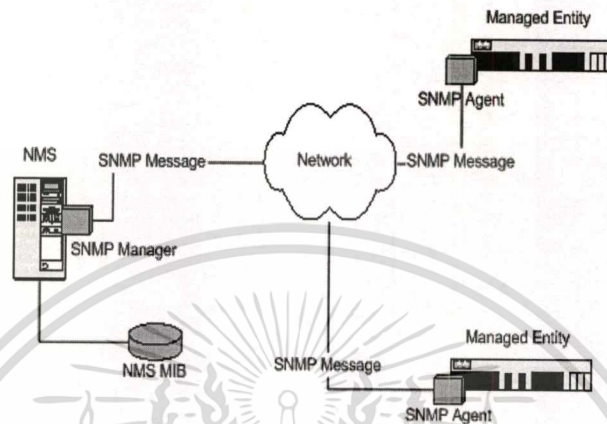 Managed Entity
SNMP Agent
NMS
SNMP Message
Network
SNMP Message
SNMP Manager
NMS MIB
SNMP Message
Managed Entity
SNMP Agent